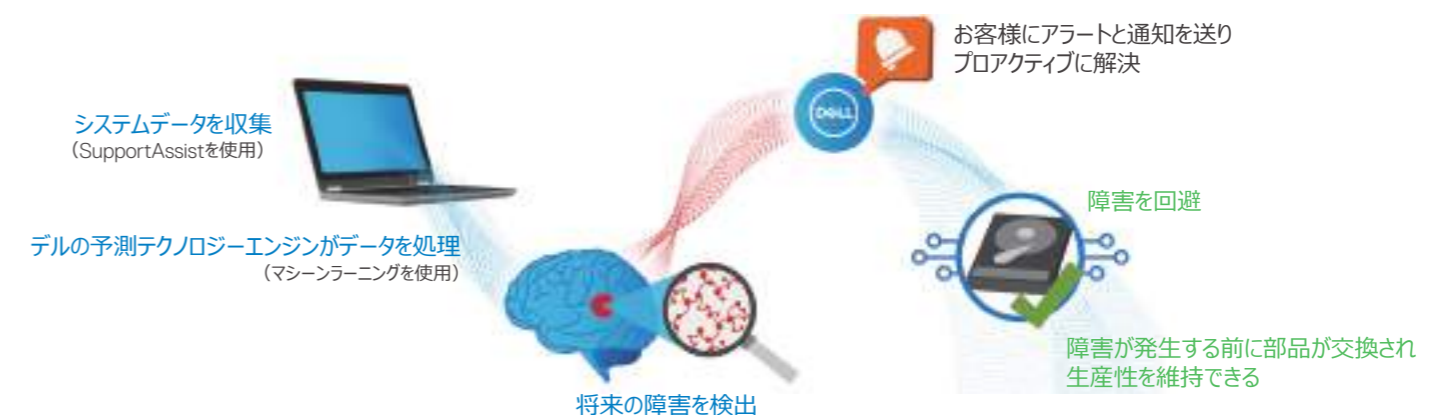 システムデータを収集
（SupportAssistを使用）
デルの予測テクノロジーエンジンがデータを処理
（マシーンラーニングを使用）
将来の障害を検出
DELL
お客様にアラートと通知を送り
プロアクティブに解決
障害を回避
障害が発生する前に部品が交換され
生産性を維持できる